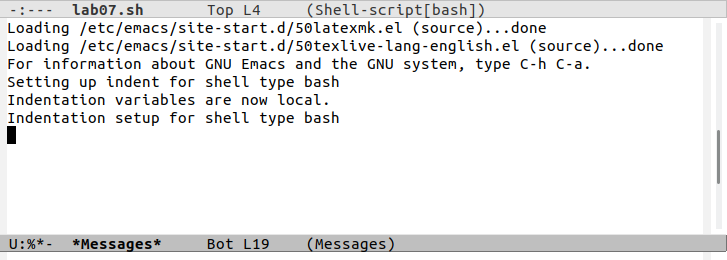 -:---  lab07.sh       Top L4     (Shell-script[bash])
Loading /etc/emacs/site-start.d/50latexmk.el (source)...done
Loading /etc/emacs/site-start.d/50texlive-lang-english.el (source)...done
For information about GNU Emacs and the GNU system, type C-h C-a.
Setting up indent for shell type bash
Indentation variables are now local.
Indentation setup for shell type bash
U:%*-  *Messages*     Bot L19    (Messages)